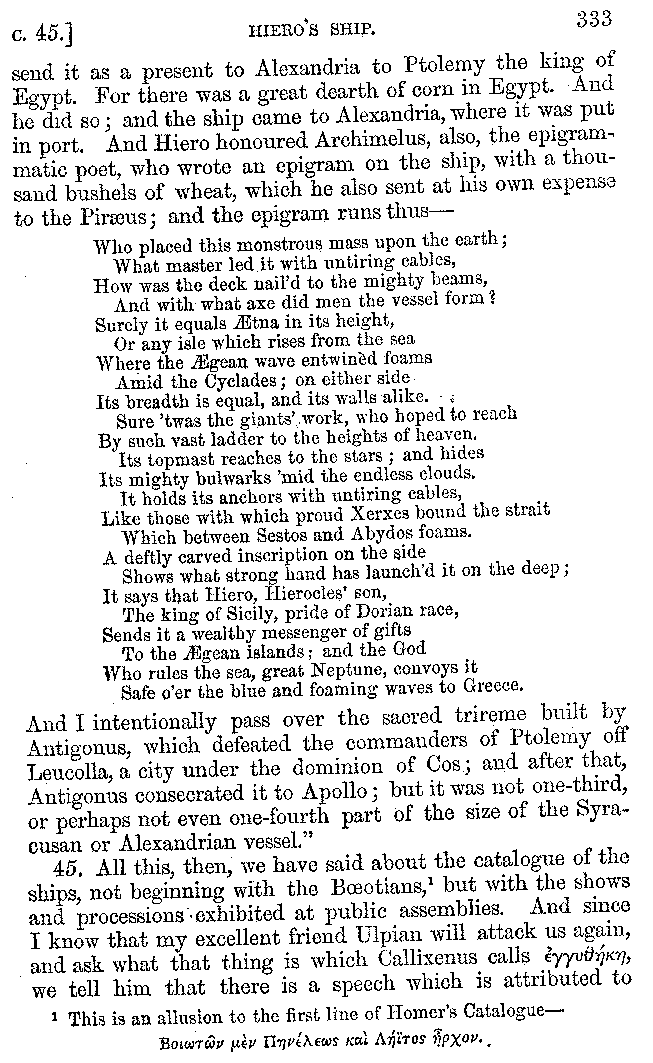 c. 45.] HIERO'S SHIP. 333
send it as a present to Alexandria to Ptolemy the king of
Egypt. For there was a great dearth of corn in Egypt. And
he did so; and the ship came to Alexandria, where it was put
in port. And Hiero honoured Archimelus, also, the epigram-
matic poet, who wrote an epigram on the ship, with a thou-
sand bushels of wheat, which he also sent at his own expense
to the Piræus; and the epigram runs thus—
Who placed this monstrous mass upon the earth;
What master led it with untiring cables,
How was the deck nail'd to the mighty beams,
And with what axe did men the vessel form?
Surely it equals Ætna in its height,
Or any isle which rises from the sea
Where the Ægean wave entwinèd foams
Amid the Cyclades; on either side
Its breadth is equal, and its walls alike.
Sure 'twas the giants' work, who hoped to reach
By such vast ladder to the heights of heaven.
Its topmast reaches to the stars; and hides
Its mighty bulwarks 'mid the endless clouds.
It holds its anchors with untiring cables,
Like those with which proud Xerxes bound the strait
Which between Sestos and Abydos foams.
A deftly carved inscription on the side
Shows what strong hand has launch'd it on the deep;
It says that Hiero, Hierocles' son,
The king of Sicily, pride of Dorian race,
Sends it a wealthy messenger of gifts
To the Ægean islands; and the God
Who rules the sea, great Neptune, convoys it
Safe o'er the blue and foaming waves to Greece.
And I intentionally pass over the sacred trireme built by
Antigonus, which defeated the commanders of Ptolemy off
Leucolla, a city under the dominion of Cos; and after that,
Antigonus consecrated it to Apollo; but it was not one-third,
or perhaps not even one-fourth part of the size of the Syra-
cusan or Alexandrian vessel."
45. All this, then, we have said about the catalogue of the
ships, not beginning with the Bœotians,¹ but with the shows
and processions exhibited at public assemblies. And since
I know that my excellent friend Ulpian will attack us again,
and ask what that thing is which Callixenus calls ἐγγυθήκη,
we tell him that there is a speech which is attributed to
¹ This is an allusion to the first line of Homer's Catalogue—
Βοιωτῶν μὲν Πηνέλεως καὶ Λήϊτος ἦρχον.